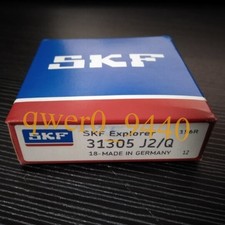 SKF
qwer0_9440
SKF
SKF Explorer
31305 J2/Q
18-MADE IN GERMANY
12